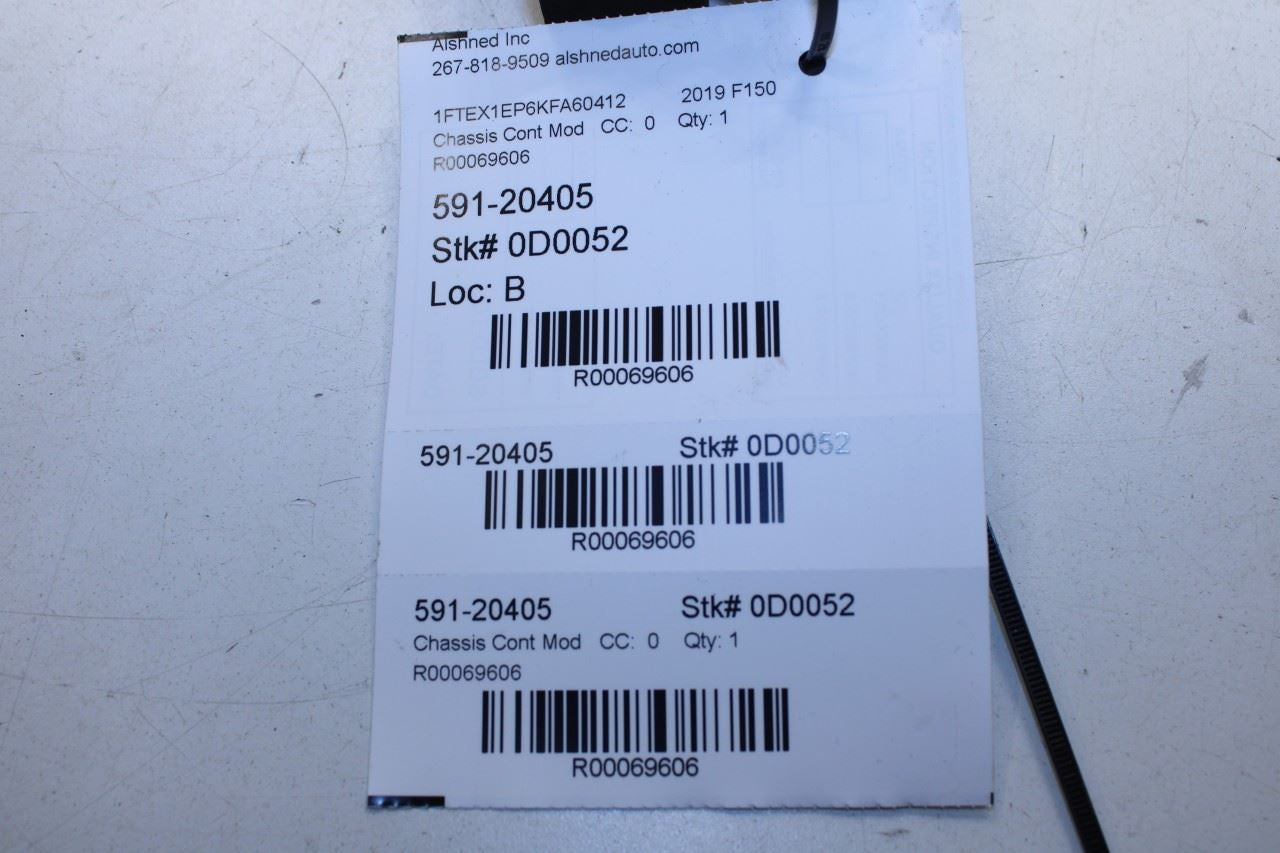 Alshned Inc
267-818-9509 alshnedauto.com
1FTEX1EP6KFA60412 2019 F150
Chassis Cont Mod CC: 0 Qty: 1
R00069606
591-20405
Stk# 0D0052
Loc: B
R00069606
591-20405 Stk# 0D0052
R00069606
591-20405 Stk# 0D0052
Chassis Cont Mod CC: 0 Qty: 1
R00069606
R00069606